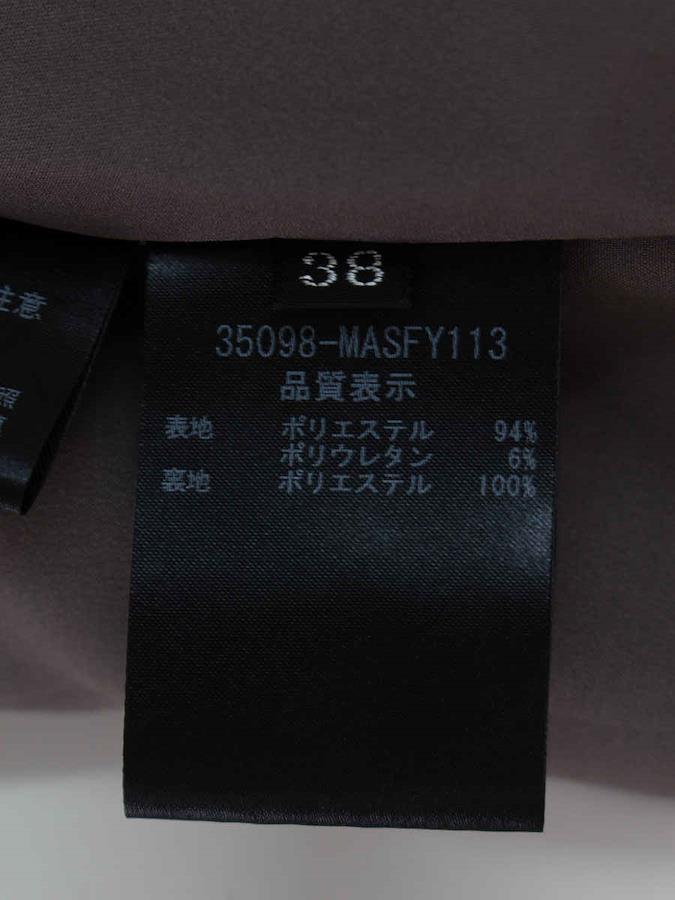 38
35098-MASFY113
品質表示
表地 ポリエステル 94%
ポリウレタン 6%
裏地 ポリエステル 100%
注意
照